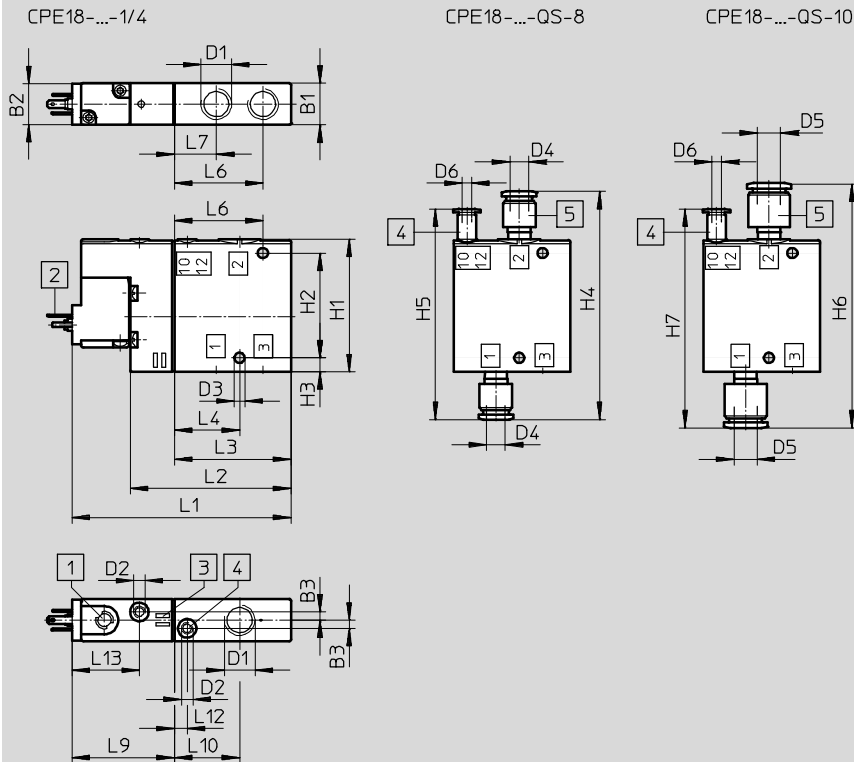 CPE18-...-1/4
CPE18-...-QS-8
CPE18-...-QS-10
D1
B2
B1
L7
L6
D4
D6
5
4
D5
D6
5
4
L6
2
10
12
2
1
3
H2
H1
H3
D3
L4
L3
L2
L1
10
12
2
1
3
H5
H4
D4
10
12
2
1
3
H7
H6
D5
1
D2
3
4
B3
B3
L13
D1
D2
L12
L9
L10